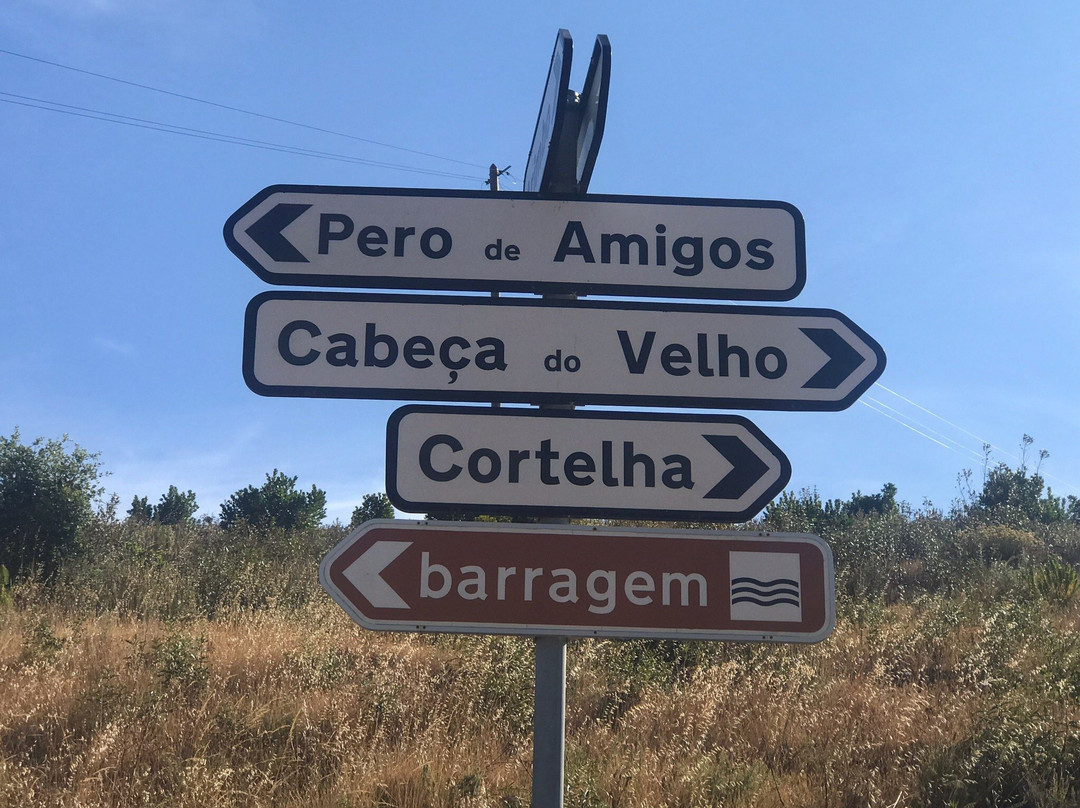 Pero de Amigos
Cabeça do Velho
Cortelha
barragem